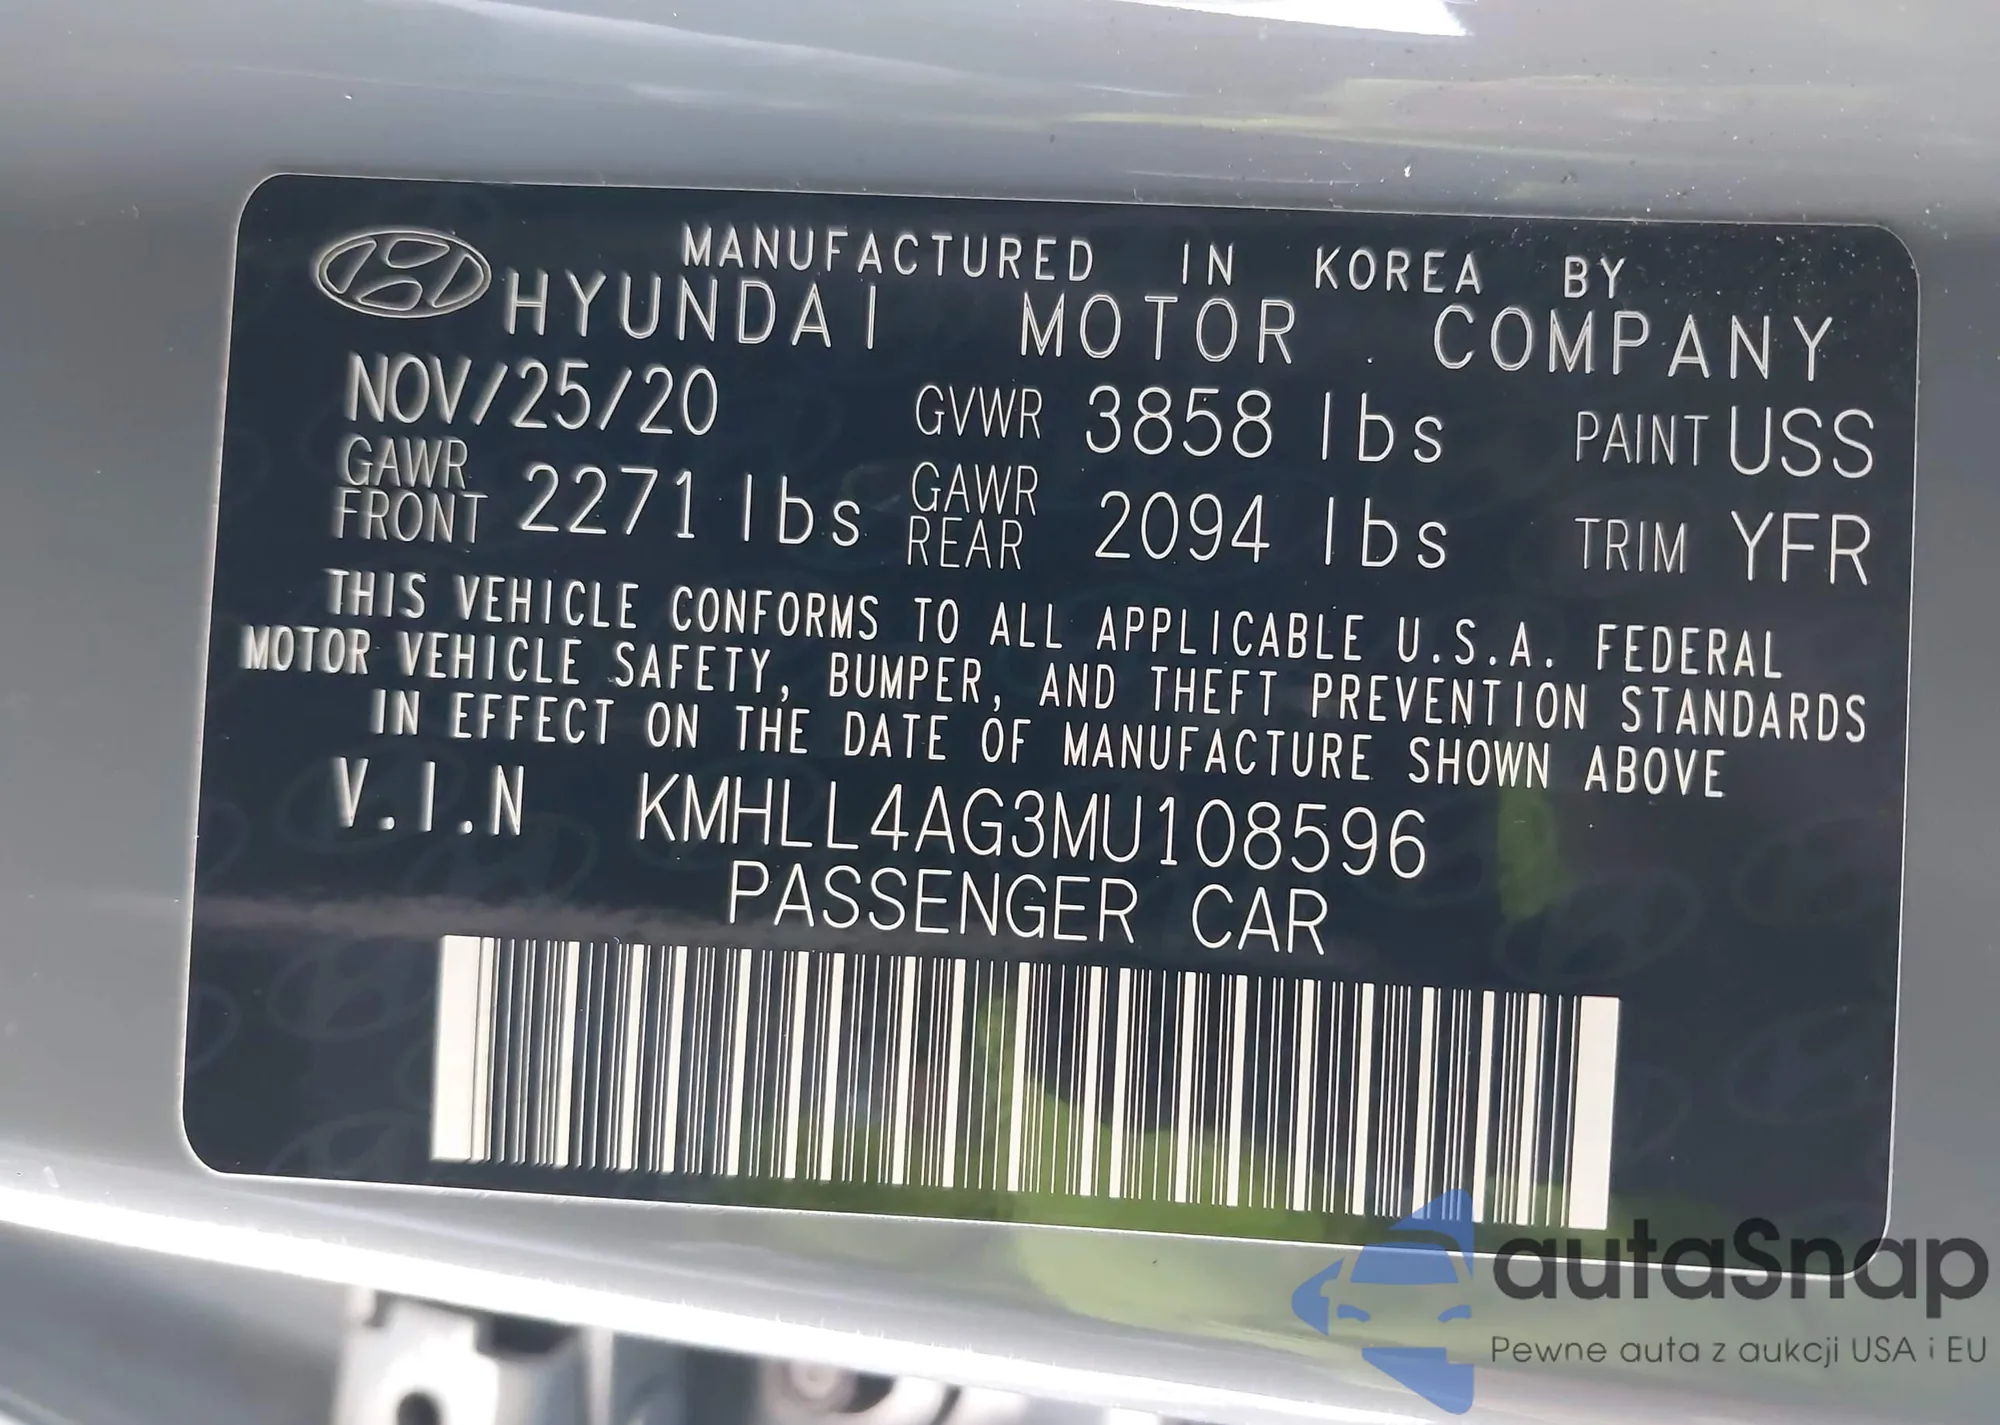 MANUFACTURED IN KOREA BY
HYUNDAI MOTOR COMPANY
NOV/25/20 GVWR 3858 lbs PAINT USS
GAWR FRONT 2271 lbs GAWR REAR 2094 lbs TRIM YFR
THIS VEHICLE CONFORMS TO ALL APPLICABLE U.S.A. FEDERAL
MOTOR VEHICLE SAFETY, BUMPER, AND THEFT PREVENTION STANDARDS
IN EFFECT ON THE DATE OF MANUFACTURE SHOWN ABOVE
V.I.N KMHLL4AG3MU108596
PASSENGER CAR
autaSnap
Pewne auta z aukcji USA i EU